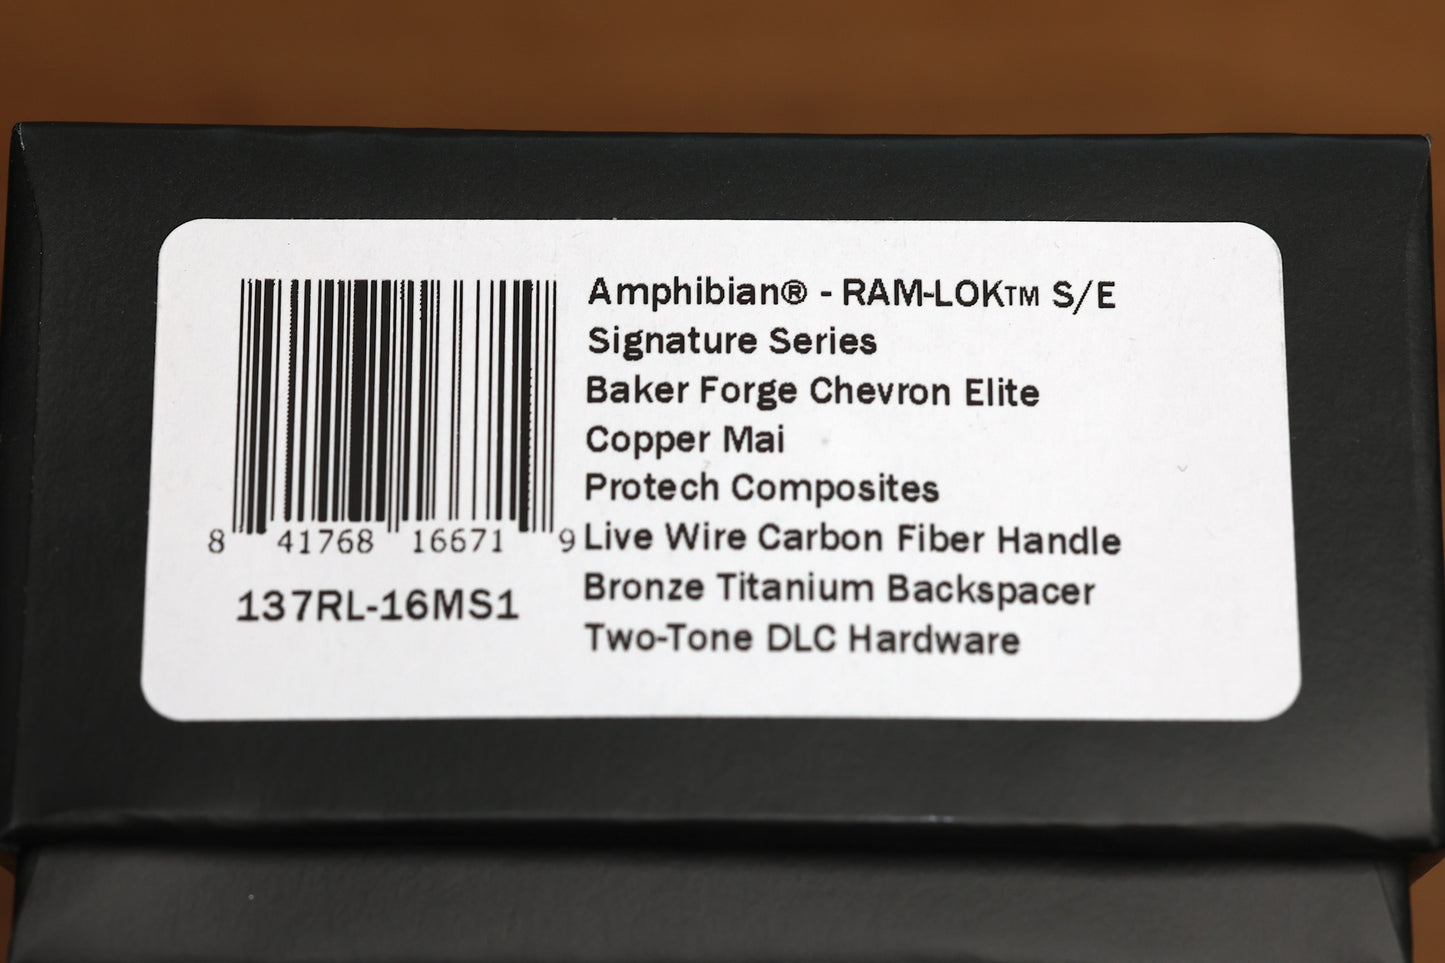 Amphibian® - RAM-LOK™ S/E
Signature Series
Baker Forge Chevron Elite
Copper Mai
Protech Composites
Live Wire Carbon Fiber Handle
Bronze Titanium Backspacer
Two-Tone DLC Hardware
8 41768 16671 9
137RL-16MS1